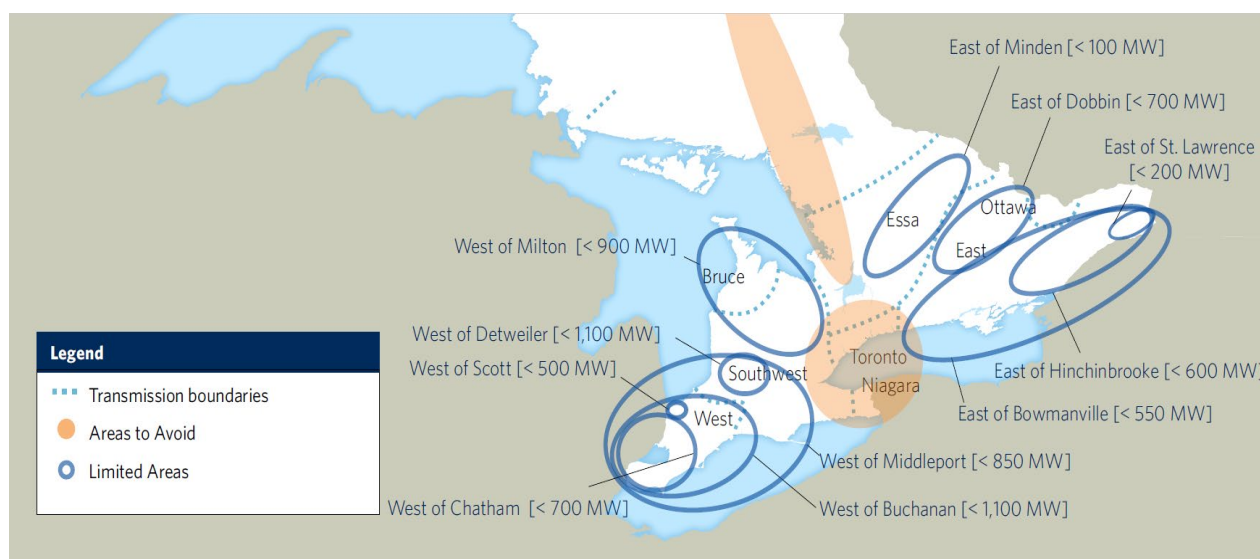 East of Minden [< 100 MW]
East of Dobbin [< 700 MW]
East of St. Lawrence
[< 200 MW]
Ottawa
Essa
East
West of Milton [< 900 MW]
Bruce
West of Detweiler [< 1,100 MW]
West of Scott [< 500 MW]
Southwest
Toronto
Niagara
East of Hinchinbrooke [< 600 MW]
East of Bowmanville [< 550 MW]
West
West of Middleport [< 850 MW]
West of Chatham [< 700 MW]
West of Buchanan [< 1,100 MW]
Legend
Transmission boundaries
Areas to Avoid
Limited Areas